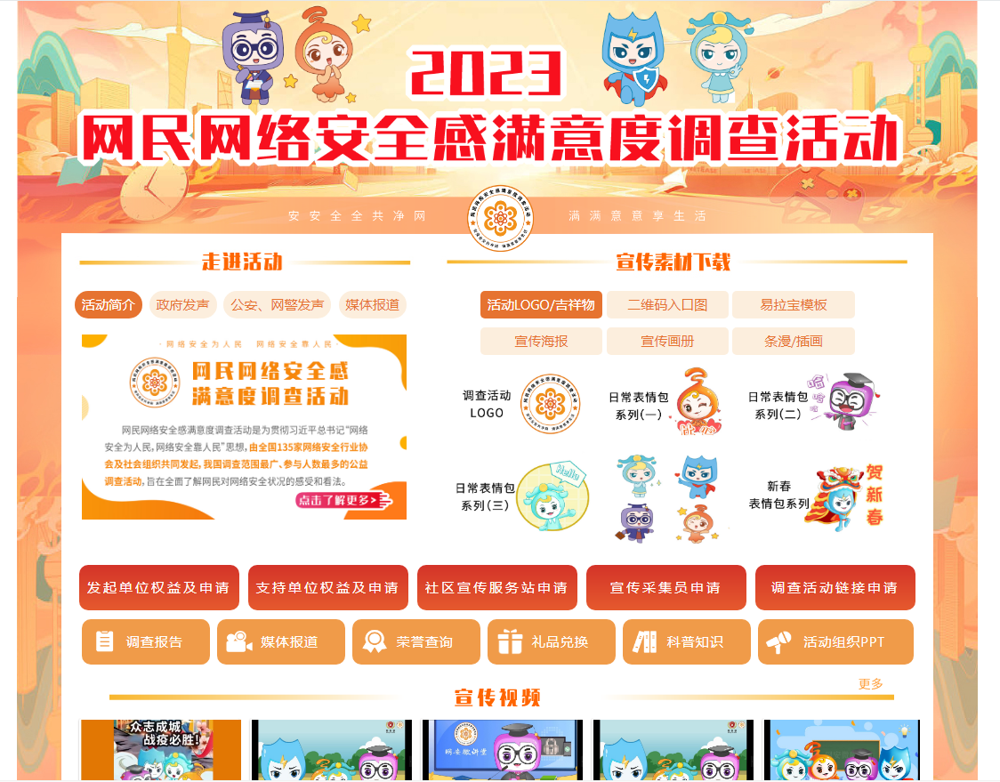 2023
网民网络安全感满意度调查活动
安安全全共净网
满满意意享生活
走进活动
宣传素材下载
活动简介
政府发声
公安、网警发声
媒体报道
活动LOGO/吉祥物
二维码入口图
易拉宝模板
宣传海报
宣传画册
条漫/插画
·网络安全为人民 网络安全靠人民·
网民网络安全感
满意度调查活动
网民网络安全感满意度调查活动是为贯彻习近平总书记“网络
安全为人民,网络安全靠人民”思想,由全国135家网络安全行业协
会及社会组织共同发起,我国调查范围最广、参与人数最多的公益
调查活动,旨在全面了解网民对网络安全状况的感受和看法。
点击了解更多>
调查活动
LOGO
日常表情包
系列(一)
比心
日常表情包
系列(二)
哈哈哈
日常表情包
系列(三)
Hello
新春
表情包系列
贺新春
发起单位权益及申请
支持单位权益及申请
社区宣传服务站申请
宣传采集员申请
调查活动链接申请
调查报告
媒体报道
荣誉查询
礼品兑换
科普知识
活动组织PPT
宣传视频
更多
众志成城
战疫必胜!
网安微讲堂